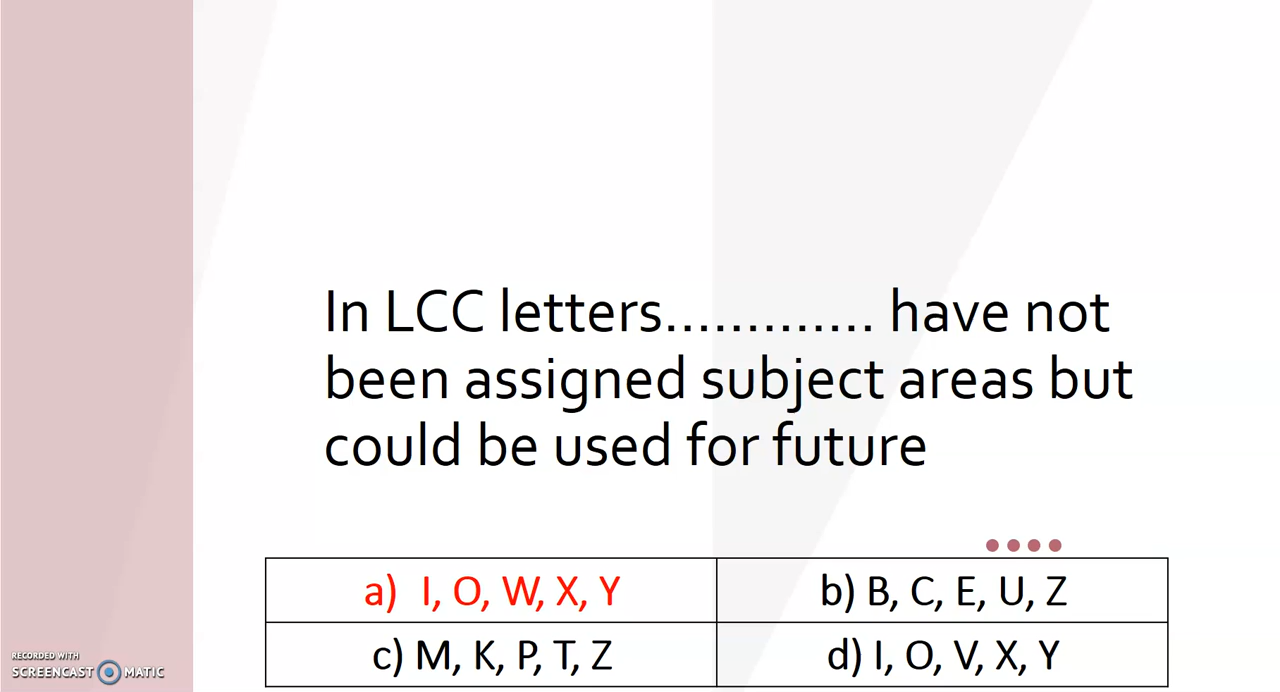 In LCC letters............. have not
been assigned subject areas but
could be used for future
a) I, O, W, X, Y
b) B, C, E, U, Z
c) M, K, P, T, Z
d) I, O, V, X, Y
RECORDED WITH
SCREENCAST MATIC